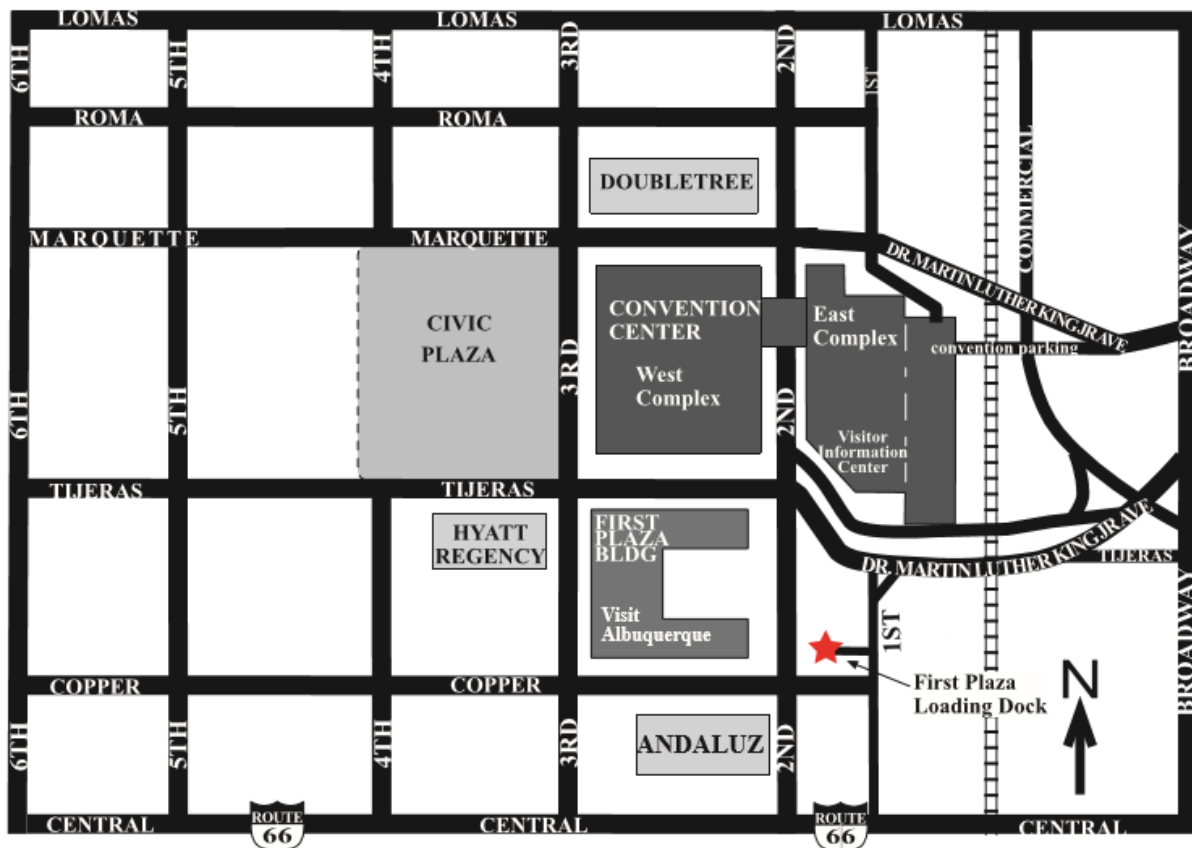 LOMAS
LOMAS
LOMAS
6TH
5TH
4TH
3RD
2ND
1ST
ROMA
ROMA
COMMERCIAL
DOUBLETREE
MARQUETTE
MARQUETTE
DR. MARTIN LUTHER KING JR AVE
BROADWAY
CIVIC
PLAZA
3RD
CONVENTION
CENTER
West
Complex
East
Complex
convention parking
6TH
5TH
2ND
Visitor
Information
Center
TIJERAS
TIJERAS
HYATT
REGENCY
FIRST
PLAZA
BLDG
Visit
Albuquerque
DR. MARTIN LUTHER KING JR AVE
TIJERAS
1ST
BROADWAY
First Plaza
Loading Dock
N
COPPER
COPPER
6TH
5TH
4TH
3RD
ANDALUZ
2ND
CENTRAL
ROUTE
66
CENTRAL
ROUTE
66
CENTRAL